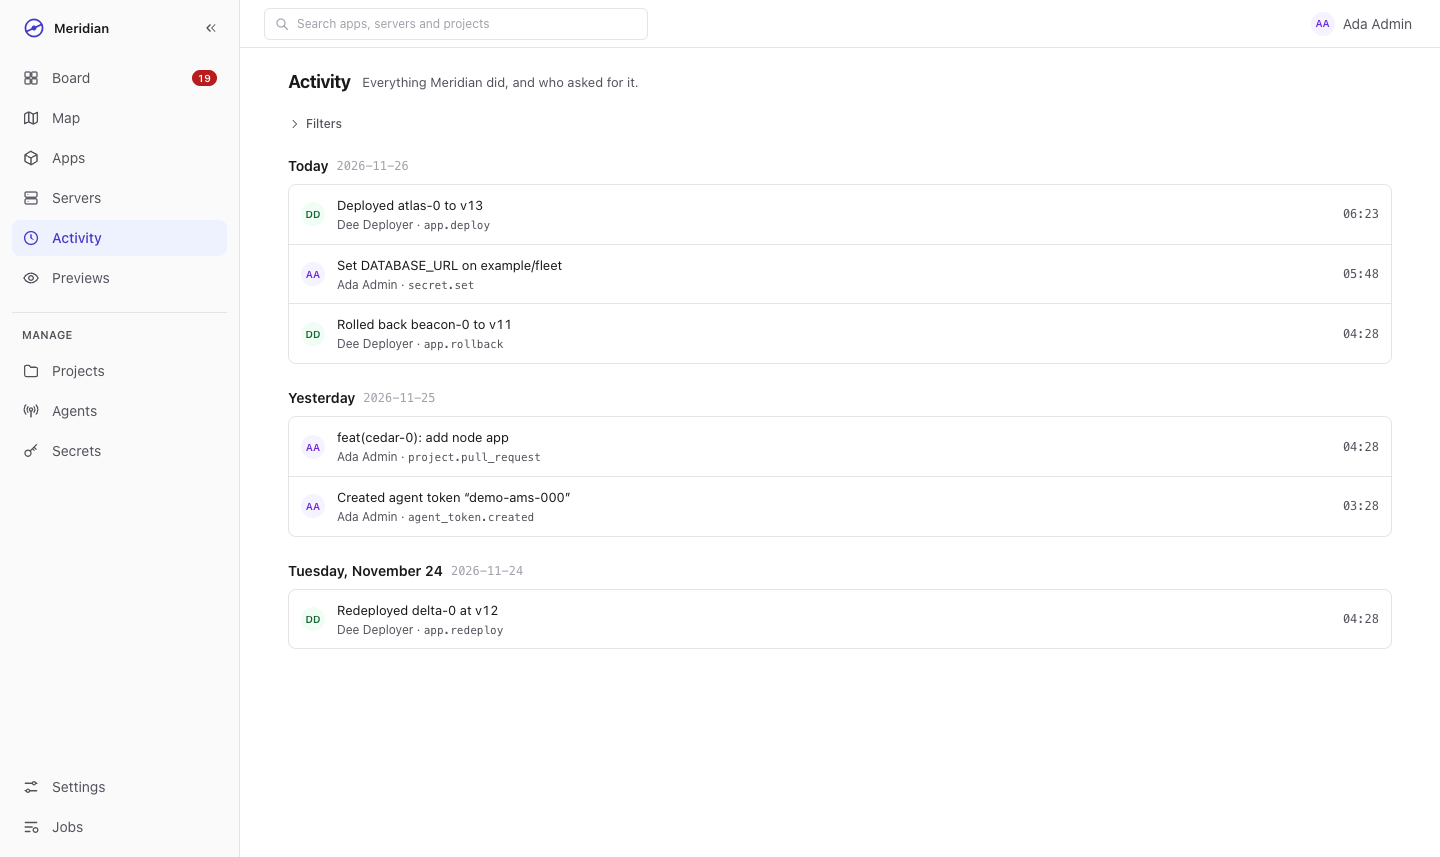 Meridian
Search apps, servers and projects
AA Ada Admin
Board 19
Map
Apps
Servers
Activity
Previews
MANAGE
Projects
Agents
Secrets
Settings
Jobs
Activity Everything Meridian did, and who asked for it.
Filters
Today 2026-11-26
DD Deployed atlas-0 to v13 06:23
Dee Deployer · app.deploy
AA Set DATABASE_URL on example/fleet 05:48
Ada Admin · secret.set
DD Rolled back beacon-0 to v11 04:28
Dee Deployer · app.rollback
Yesterday 2026-11-25
AA feat(cedar-0): add node app 04:28
Ada Admin · project.pull_request
AA Created agent token “demo-ams-000” 03:28
Ada Admin · agent_token.created
Tuesday, November 24 2026-11-24
DD Redeployed delta-0 at v12 04:28
Dee Deployer · app.redeploy